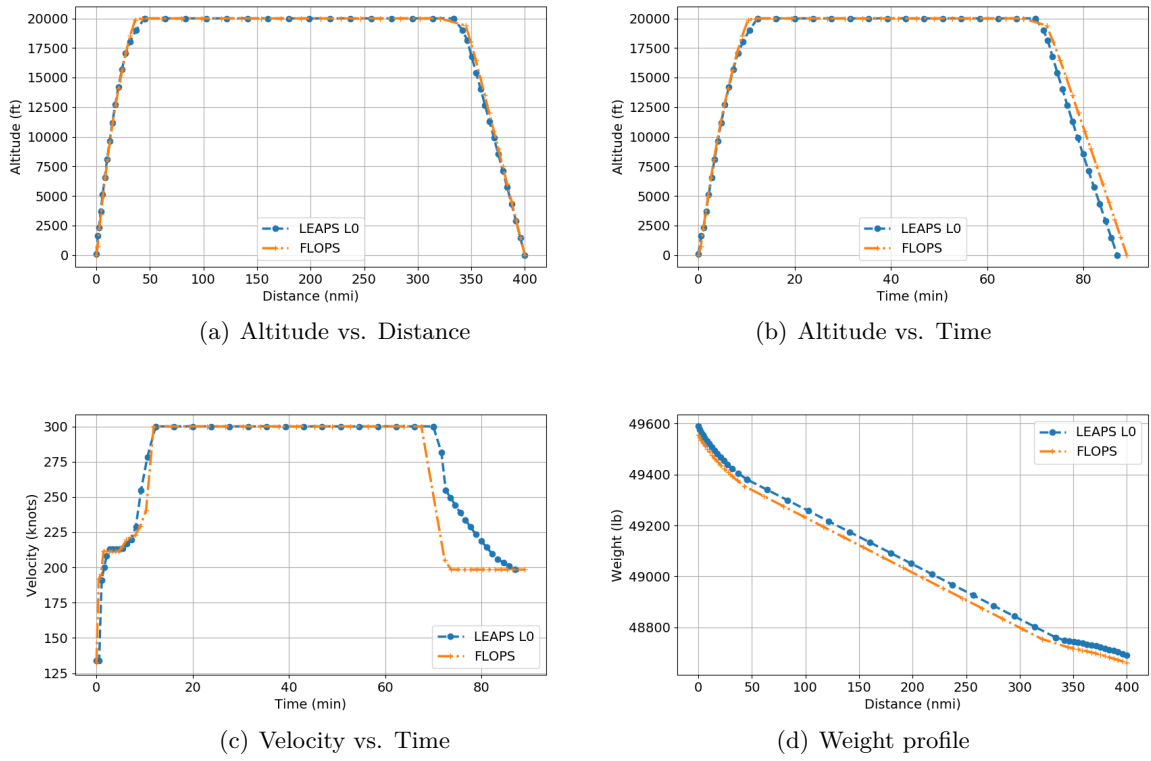 20000
17500
15000
12500
10000
7500
5000
2500
0
Altitude (ft)
LEAPS L0
FLOPS
0 50 100 150 200 250 300 350 400
Distance (nmi)
(a) Altitude vs. Distance
20000
17500
15000
12500
10000
7500
5000
2500
0
Altitude (ft)
LEAPS L0
FLOPS
0 20 40 60 80
Time (min)
(b) Altitude vs. Time
300
275
250
225
200
175
150
125
Velocity (knots)
LEAPS L0
FLOPS
0 20 40 60 80
Time (min)
(c) Velocity vs. Time
49600
49400
49200
49000
48800
Weight (lb)
LEAPS L0
FLOPS
0 50 100 150 200 250 300 350 400
Distance (nmi)
(d) Weight profile